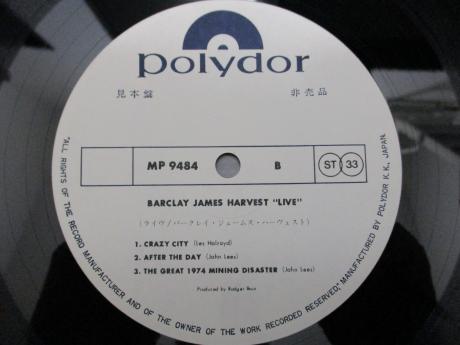 polydor
見本盤 非売品
MP 9484 B ST 33
BARCLAY JAMES HARVEST "LIVE"
(ライヴ/バークレイ・ジェームス・ハーヴェスト)
1. CRAZY CITY (Les Holroyd)
2. AFTER THE DAY (John Lees)
3. THE GREAT 1974 MINING DISASTER (John Lees)
Produced by Rodger Bain
"ALL RIGHTS OF THE RECORD MANUFACTURER AND OF THE OWNER OF THE WORK RECORDED RESERVED," MANUFACTURED BY POLYDOR K.K., JAPAN.